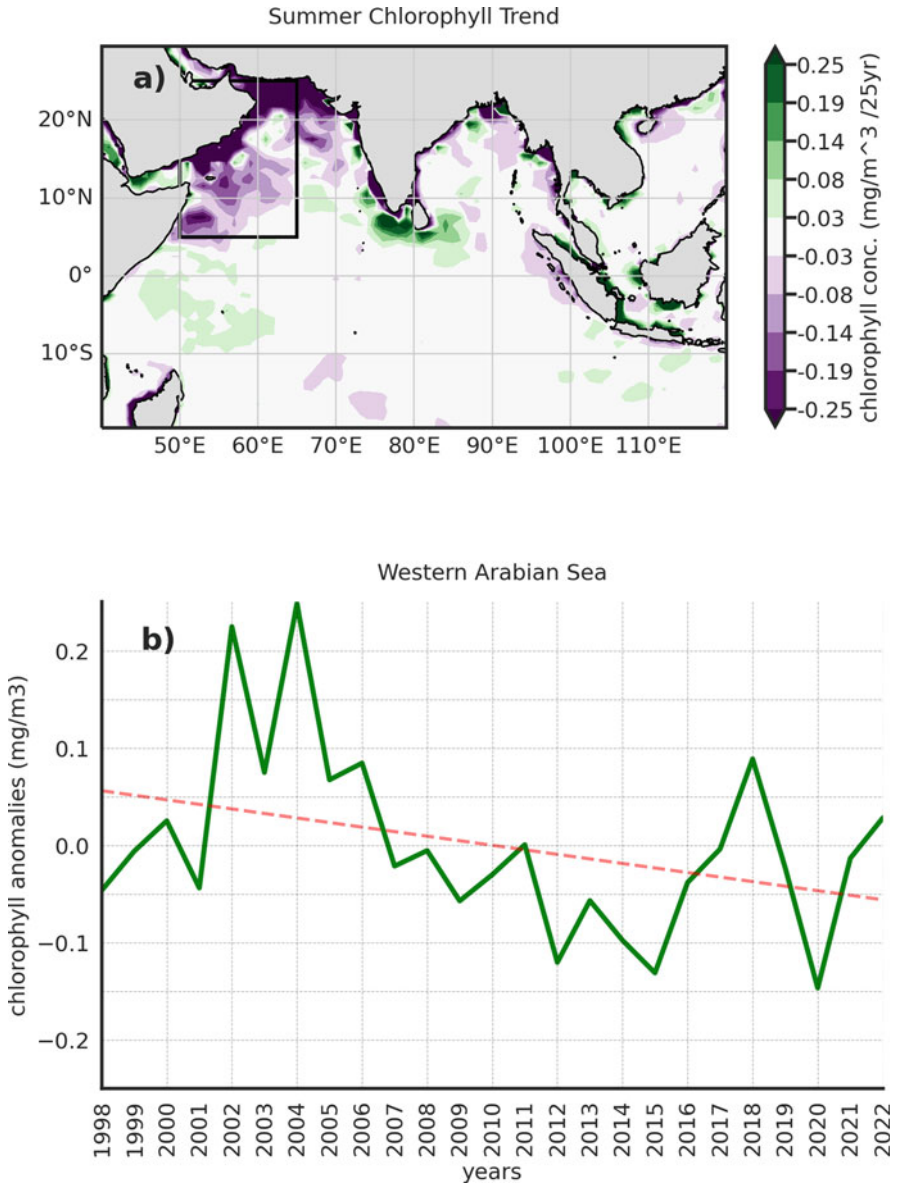 Summer Chlorophyll Trend
a)
20°N
10°N
0°
10°S
50°E 60°E 70°E 80°E 90°E 100°E 110°E
0.25
0.19
0.14
0.08
0.03
-0.03
-0.08
-0.14
-0.19
-0.25
chlorophyll conc. (mg/m^3 /25yr)
Western Arabian Sea
b)
0.2
0.1
0.0
−0.1
−0.2
chlorophyll anomalies (mg/m3)
1998 1999 2000 2001 2002 2003 2004 2005 2006 2007 2008 2009 2010 2011 2012 2013 2014 2015 2016 2017 2018 2019 2020 2021 2022
years